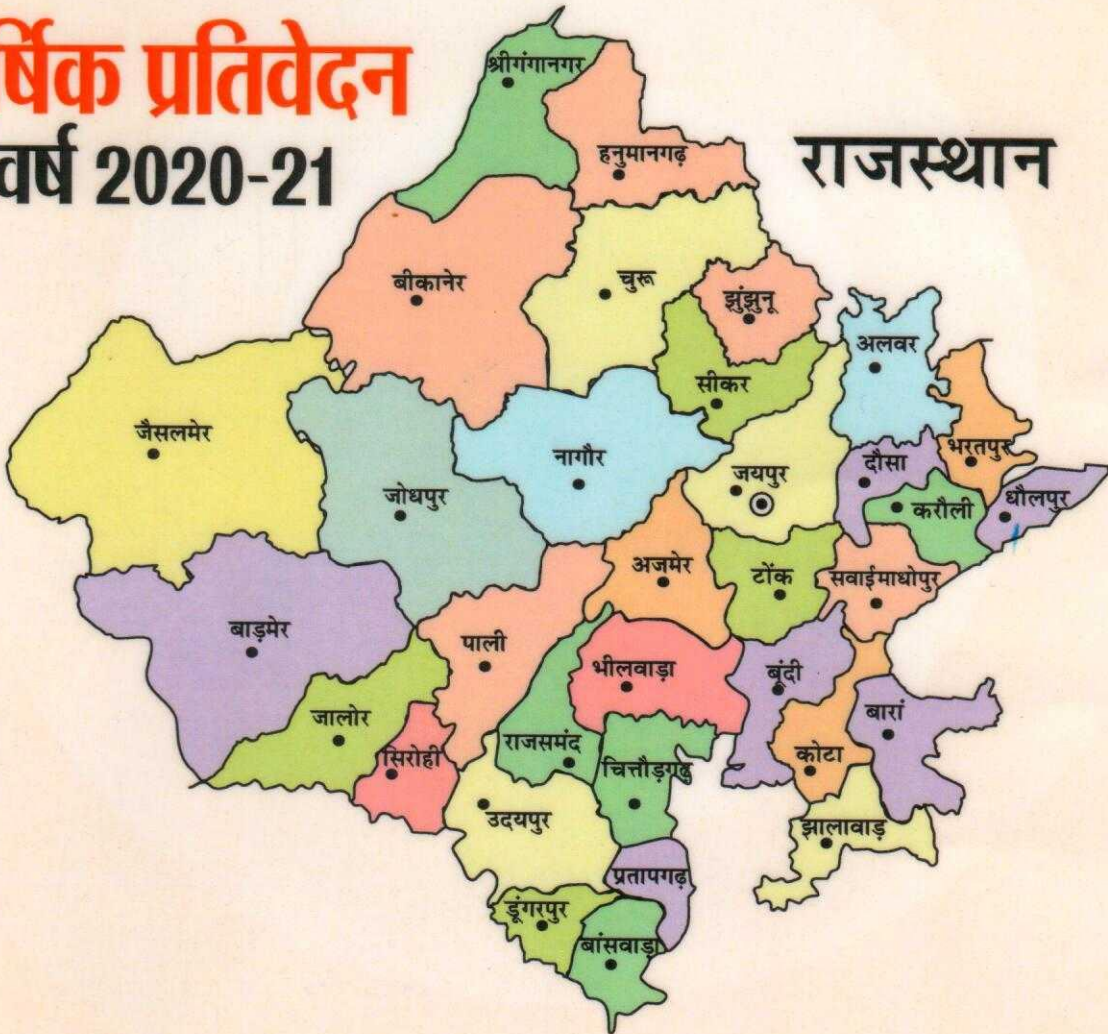 र्षिक प्रतिवेदन
वर्ष 2020-21
राजस्थान
श्रीगंगानगर
हनुमानगढ़
बीकानेर
चुरू
झुंझुनू
अलवर
सीकर
जैसलमेर
नागौर
जयपुर
दौसा
भरतपुर
जोधपुर
करौली
धौलपुर
अजमेर
टोंक
सवाईमाधोपुर
बाड़मेर
पाली
भीलवाड़ा
बूंदी
बारां
जालोर
सिरोही
राजसमंद
चित्तौड़गढ़
कोटा
उदयपुर
झालावाड़
प्रतापगढ़
डूंगरपुर
बांसवाड़ा